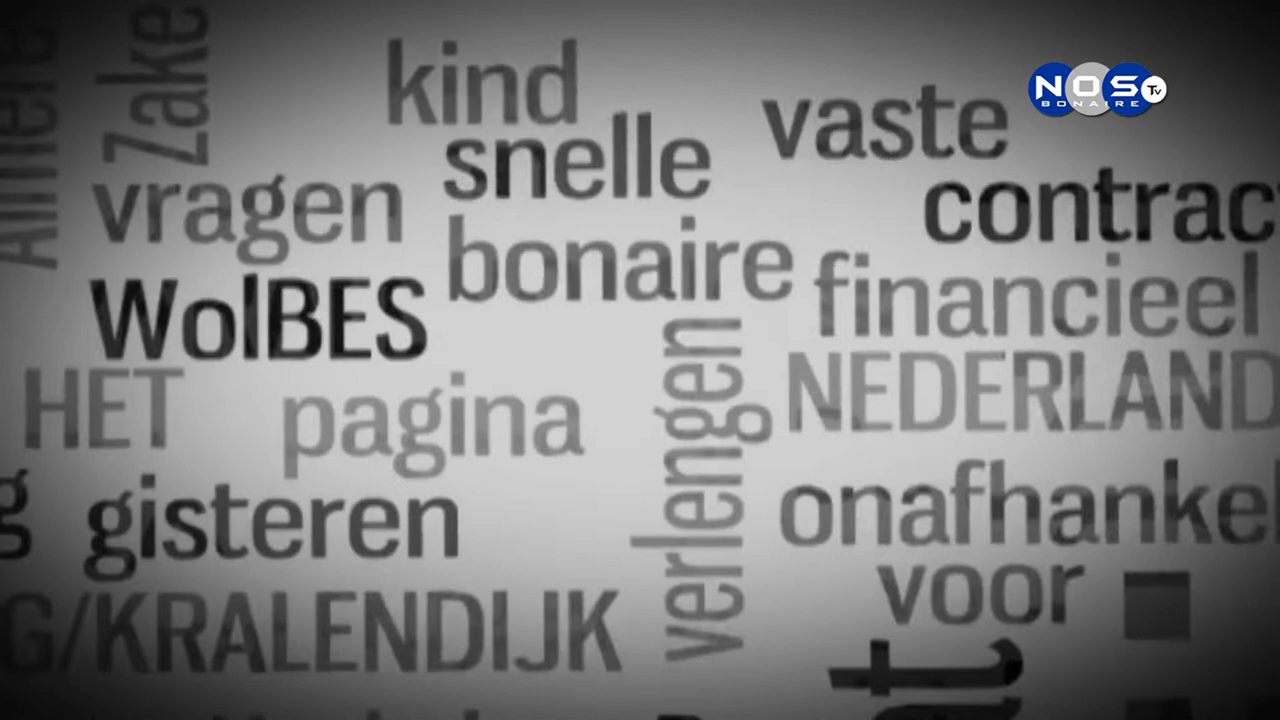 Zake
kind
NOS Tv
BONAIRE
vaste
snelle
vragen
contrac
bonaire
WolBES
financieel
HET
pagina
verlengen
NEDERLAND
g
gisteren
onafhankel
voor
G/KRALENDIJK